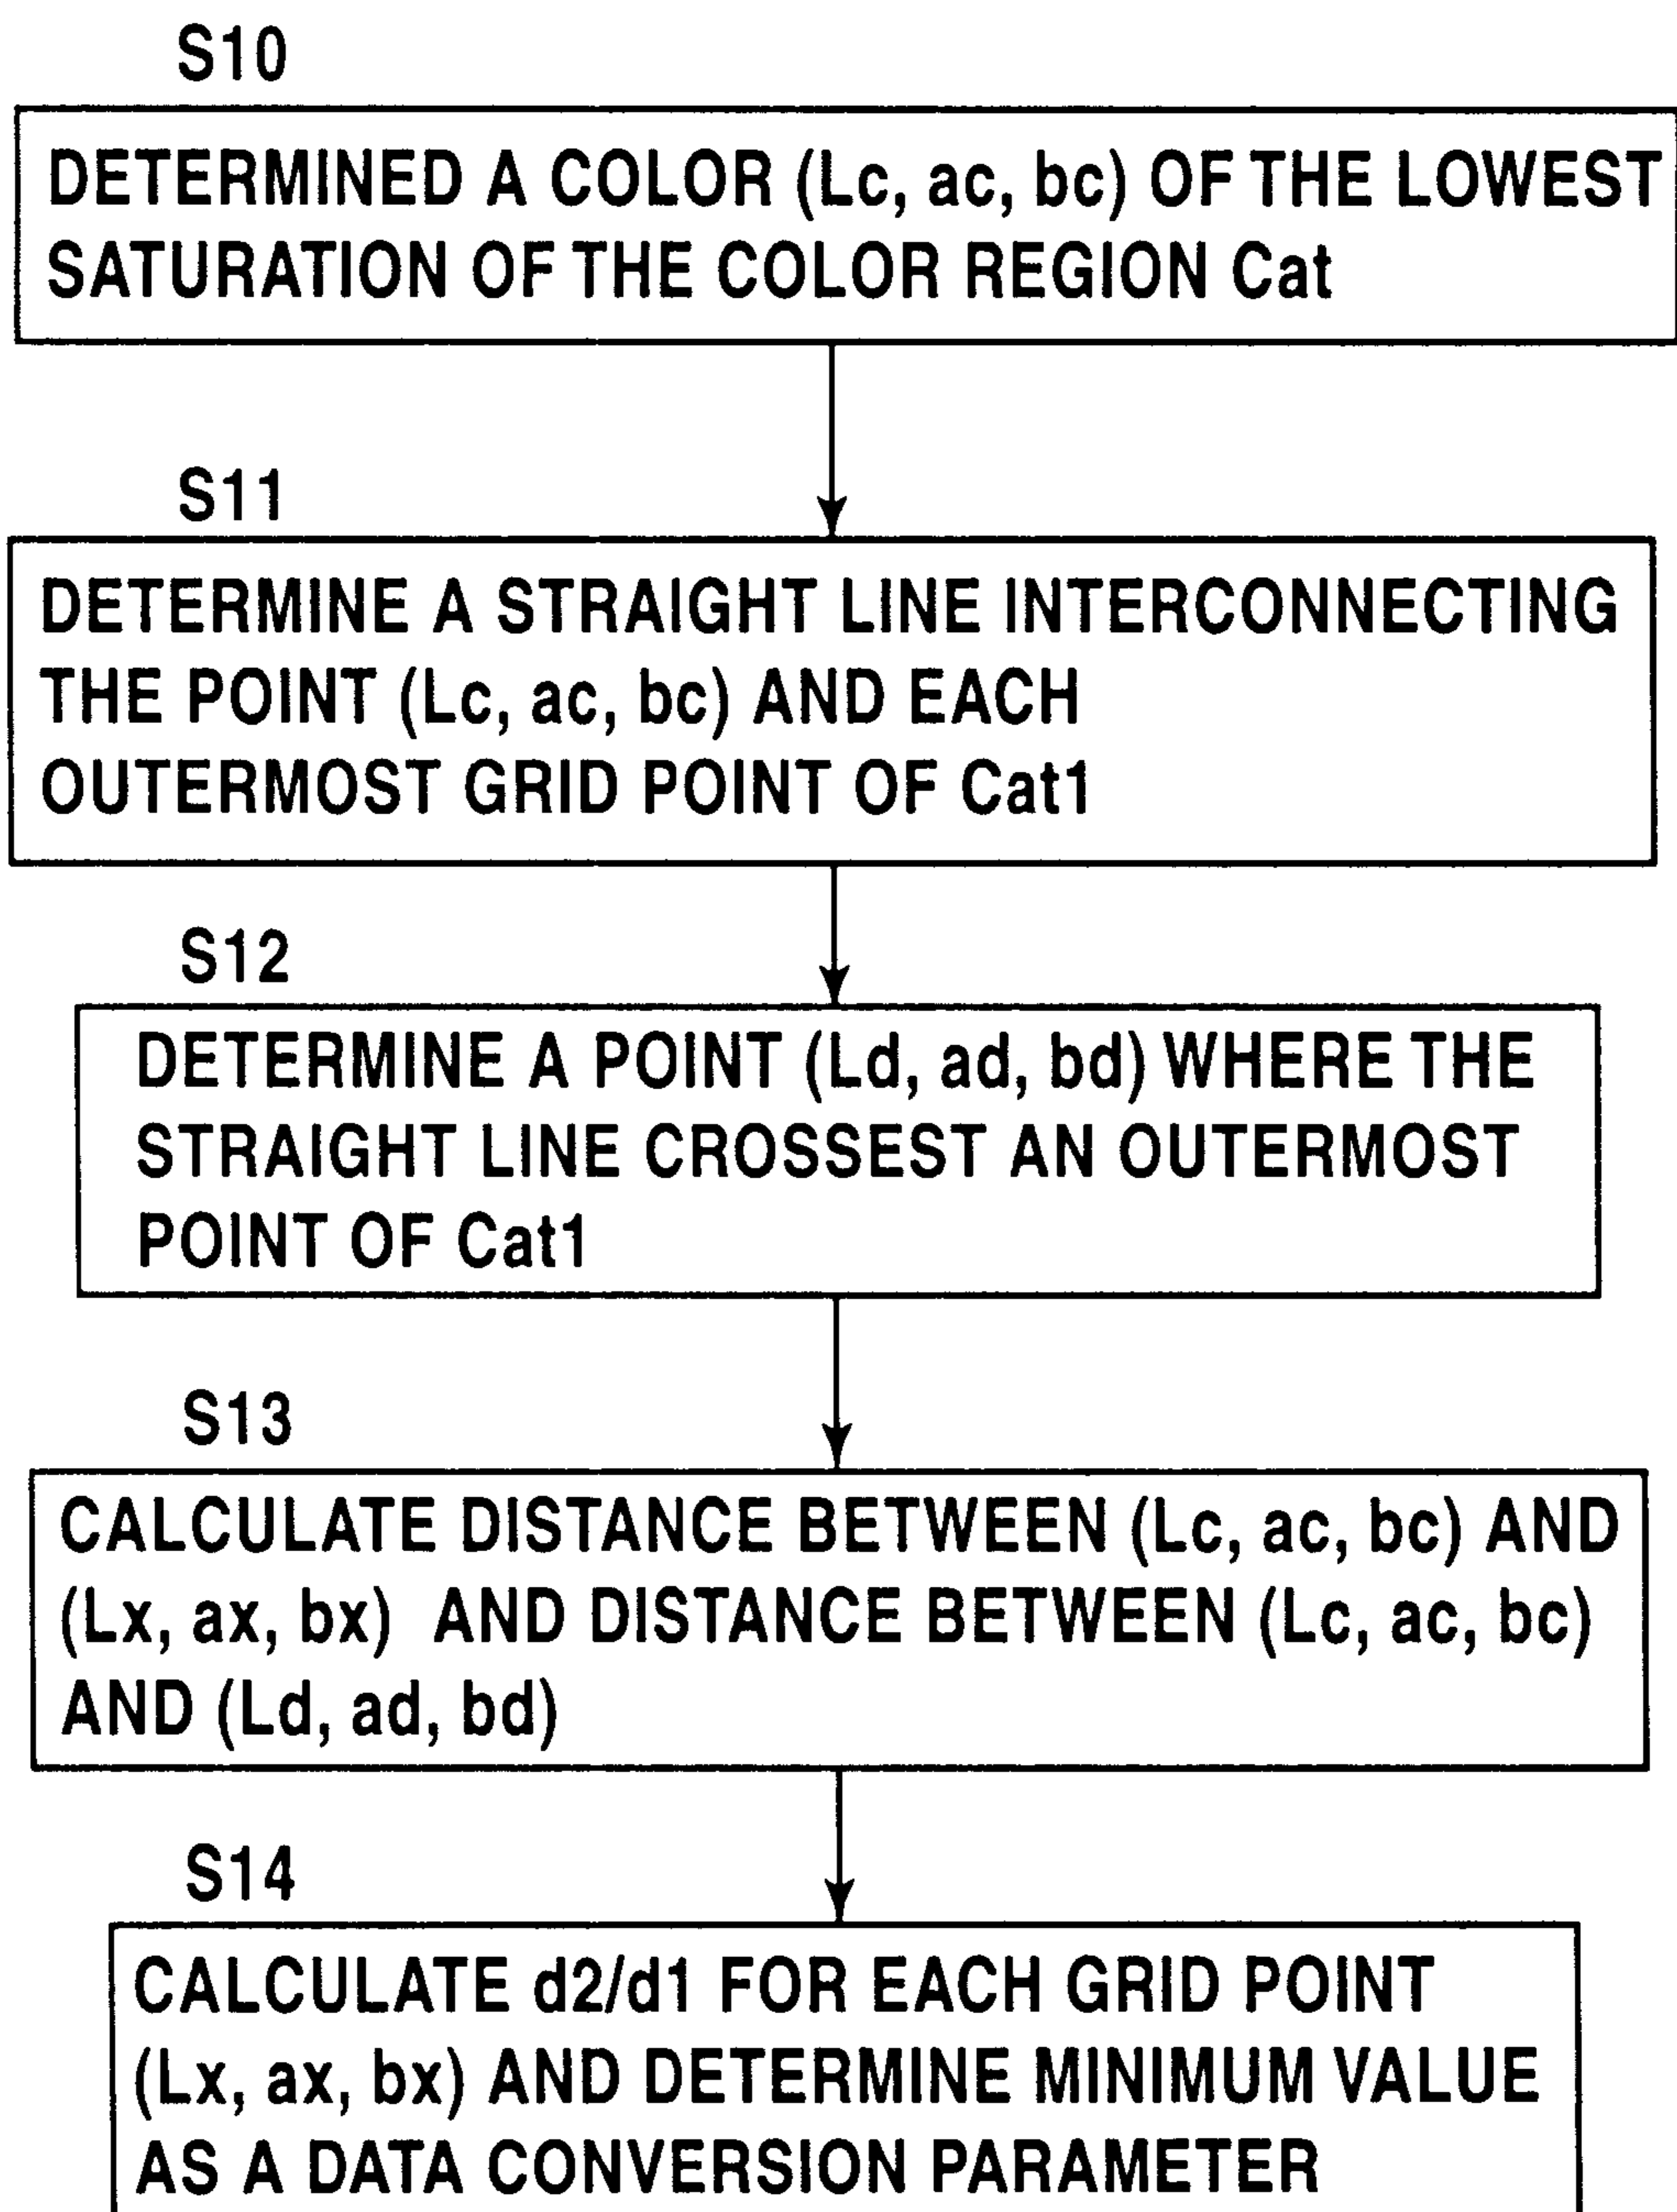 S10
DETERMINED A COLOR (Lc, ac, bc) OF THE LOWEST
SATURATION OF THE COLOR REGION Cat
S11
DETERMINE A STRAIGHT LINE INTERCONNECTING
THE POINT (Lc, ac, bc) AND EACH
OUTERMOST GRID POINT OF Cat1
S12
DETERMINE A POINT (Ld, ad, bd) WHERE THE
STRAIGHT LINE CROSSEST AN OUTERMOST
POINT OF Cat1
S13
CALCULATE DISTANCE BETWEEN (Lc, ac, bc) AND
(Lx, ax, bx) AND DISTANCE BETWEEN (Lc, ac, bc)
AND (Ld, ad, bd)
S14
CALCULATE d2/d1 FOR EACH GRID POINT
(Lx, ax, bx) AND DETERMINE MINIMUM VALUE
AS A DATA CONVERSION PARAMETER